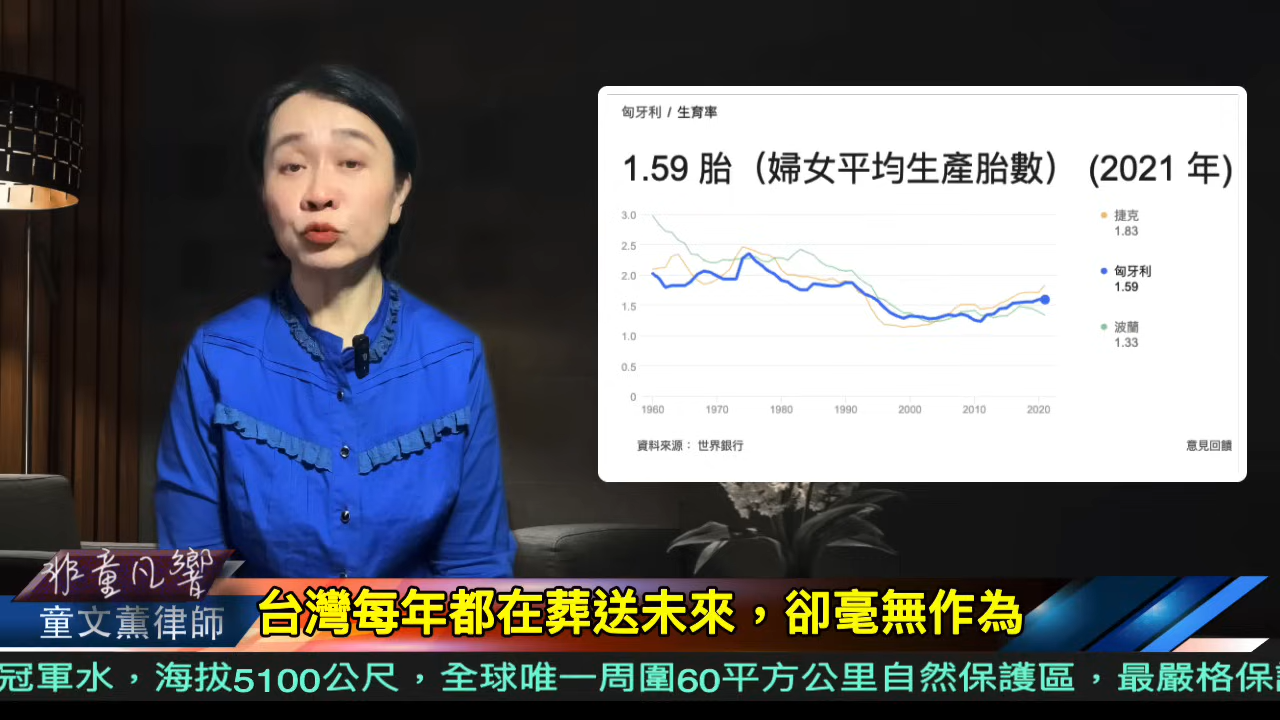 匈牙利 / 生育率
1.59 胎（婦女平均生產胎數） (2021 年)
3.0
2.5
2.0
1.5
1.0
0.5
0
1960 1970 1980 1990 2000 2010 2020
捷克
1.83
匈牙利
1.59
波蘭
1.33
資料來源： 世界銀行 意見回饋
非童凡響
童文薰律師
台灣每年都在葬送未來，卻毫無作為
冠軍水，海拔5100公尺，全球唯一周圍60平方公里自然保護區，最嚴格保護